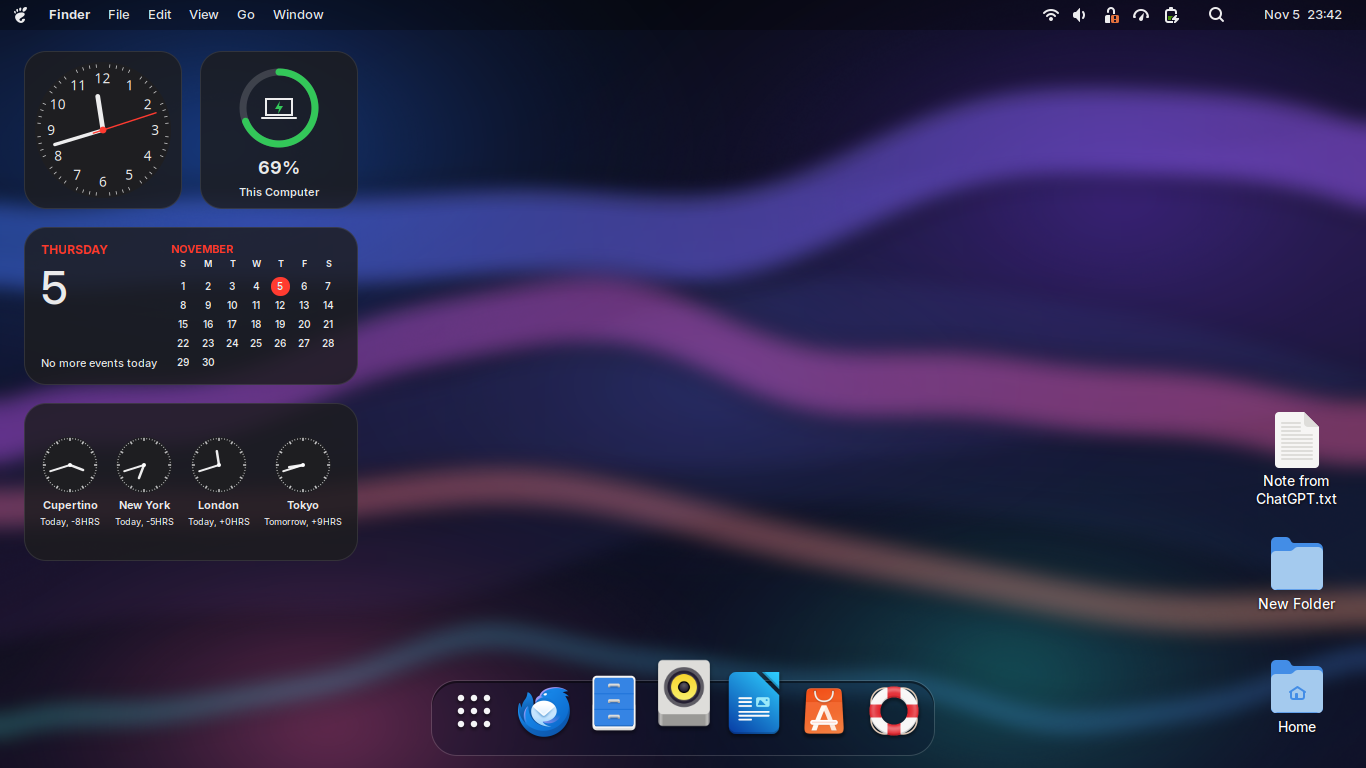 Finder File Edit View Go Window
Nov 5 23:42
12
11 1
10 2
9 3
8 4
7 5
6
69%
This Computer
THURSDAY
5
No more events today
NOVEMBER
S M T W T F S
1 2 3 4 5 6 7
8 9 10 11 12 13 14
15 16 17 18 19 20 21
22 23 24 25 26 27 28
29 30
Cupertino New York London Tokyo
Today, -8HRS Today, -5HRS Today, +0HRS Tomorrow, +9HRS
Note from
ChatGPT.txt
New Folder
Home